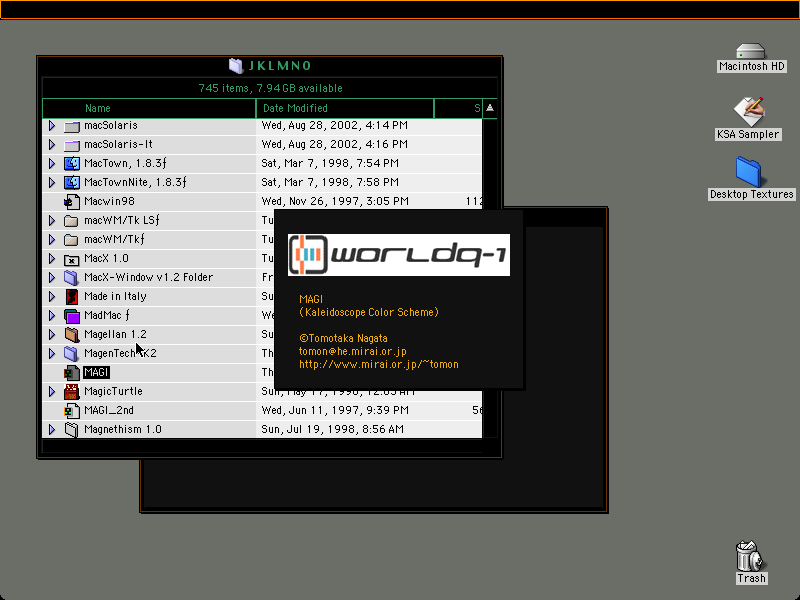 JKLMNO
745 items, 7.94 GB available
Name Date Modified S
macSolaris Wed, Aug 28, 2002, 4:14 PM
macSolaris-lt Wed, Aug 28, 2002, 4:16 PM
MacTown, 1.8.3ƒ Sat, Mar 7, 1998, 7:54 PM
MacTownNite, 1.8.3ƒ Sat, Mar 7, 1998, 7:58 PM
Macwin98 Wed, Nov 26, 1997, 3:05 PM 112
macWM/Tk LSƒ Tu
macWM/Tkƒ Tu
MacX 1.0 Th
MacX-Window v1.2 Folder Fr
Made in Italy Su
MadMac ƒ We
Magellan 1.2 Su
MagenTech K2 Th
MAGI Th
MagicTurtle Sun, May 17, 1998, 12:03 AM
MAGI_2nd Wed, Jun 11, 1997, 9:39 PM 56
Magnethism 1.0 Sun, Jul 19, 1998, 8:56 AM
worldq-1
MAGI
(Kaleidoscope Color Scheme)
©Tomotaka Nagata
tomon@he.mirai.or.jp
http://www.mirai.or.jp/~tomon
Macintosh HD
KSA Sampler
Desktop Textures
Trash